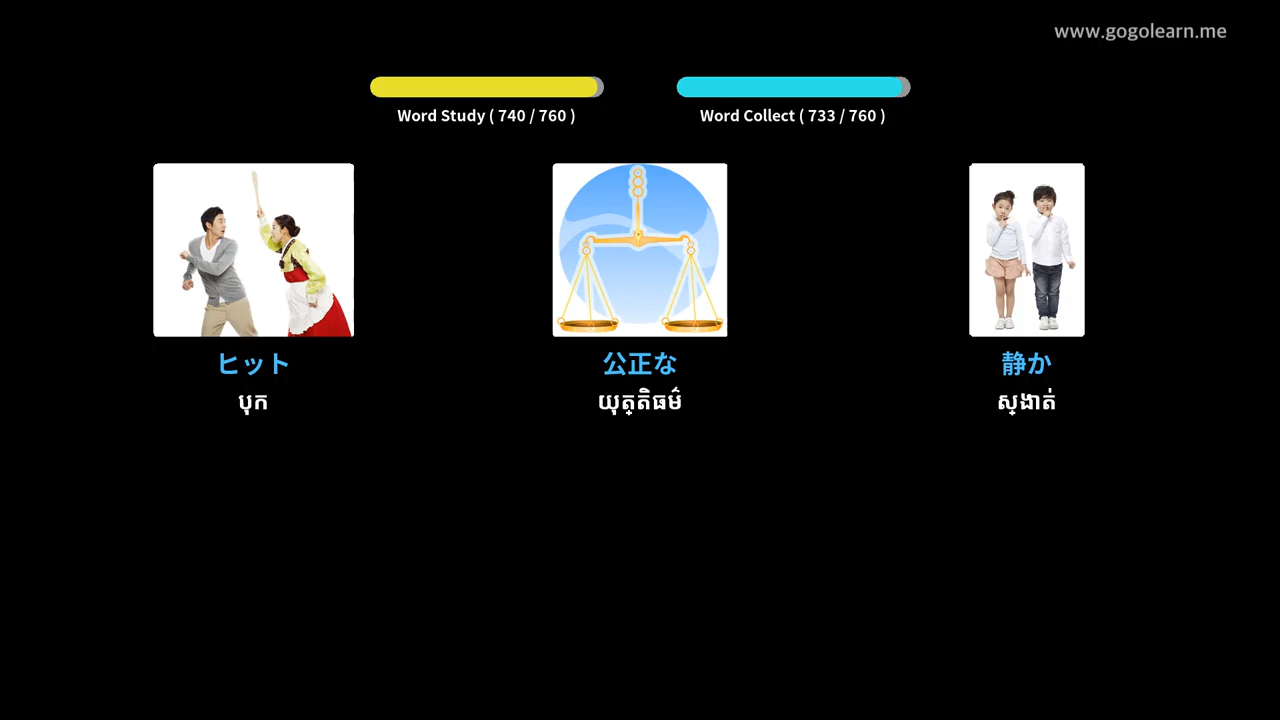 www.gogolearn.me
Word Study ( 740 / 760 )
Word Collect ( 733 / 760 )
ヒット
公正な
静か
បុក
យុត្តិធម៌
ស្ងាត់